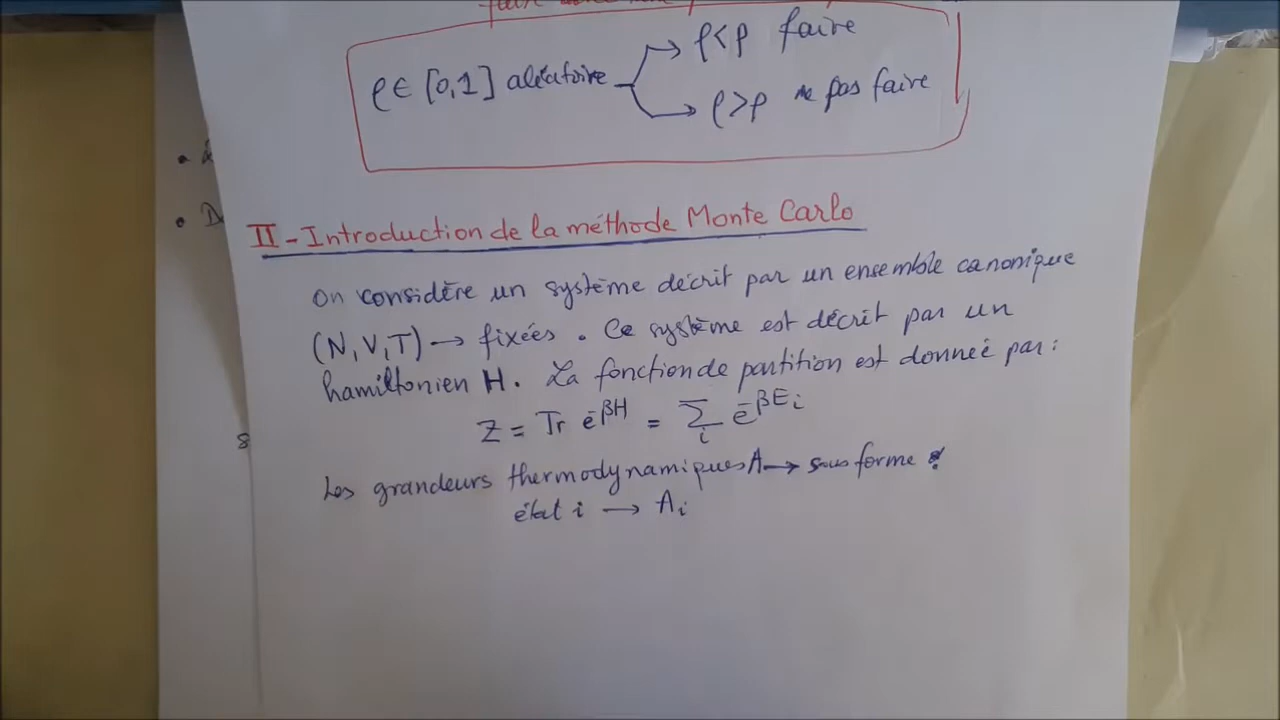 faire
ρ ∈ [0,1] aléatoire → ρ<p faire
→ ρ>p ne pas faire
II - Introduction de la méthode Monte Carlo
On considère un système décrit par un ensemble canonique
(N,V,T) → fixées. Ce système est décrit par un
hamiltonien H. La fonction de partition est donnée par :
Z = Tr e^-βH = Σ_i e^-βE_i
Les grandeurs thermodynamiques A → sous forme
état i → A_i
8